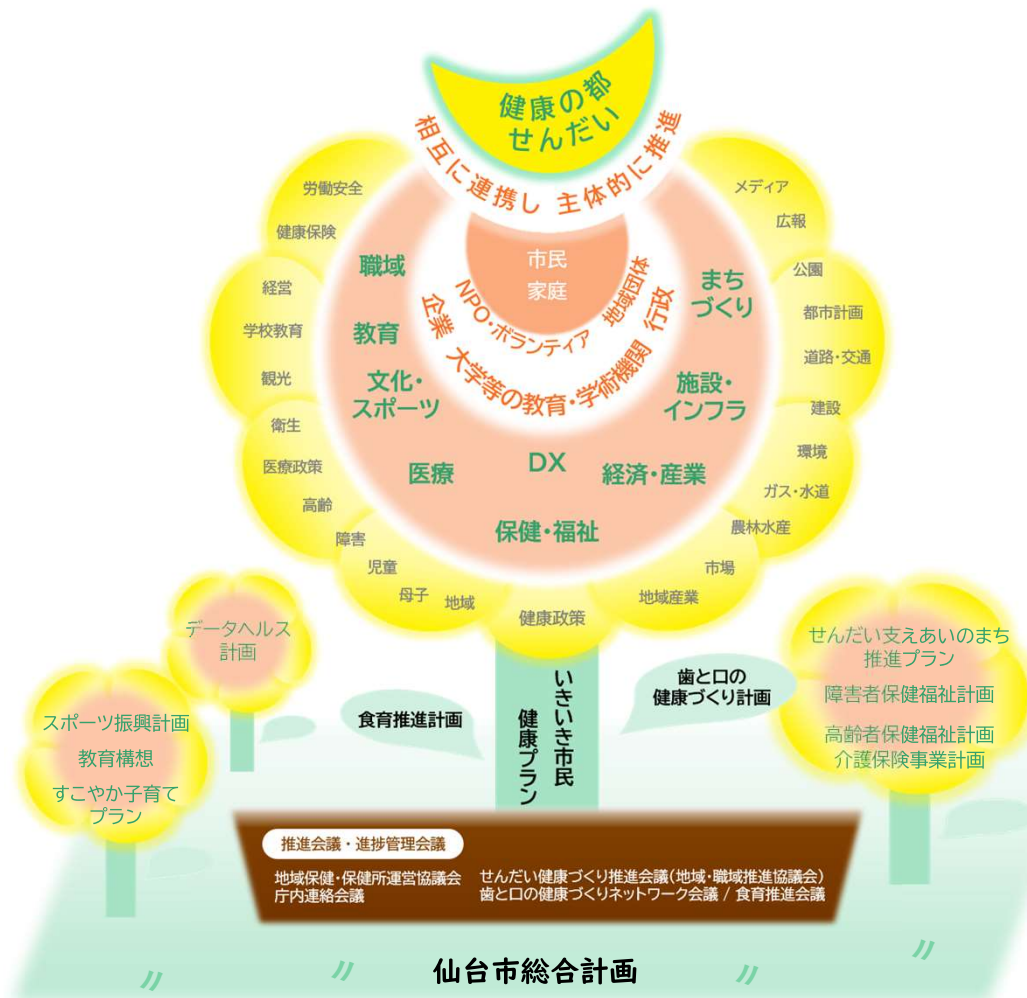 健康の都
せんだい
相互に連携し 主体的に推進
市民
家庭
NPO・ボランティア 地域団体
企業 大学等の教育・学術機関 行政
職域
教育
文化・
スポーツ
医療
DX
保健・福祉
経済・産業
施設・
インフラ
まち
づくり
労働安全
健康保険
経営
学校教育
観光
衛生
医療政策
高齢
障害
児童
母子
地域
健康政策
地域産業
市場
農林水産
ガス・水道
環境
建設
道路・交通
都市計画
公園
広報
メディア
データヘルス
計画
スポーツ振興計画
教育構想
すこやか子育て
プラン
食育推進計画
いきいき市民
健康プラン
歯と口の
健康づくり計画
せんだい支えあいのまち
推進プラン
障害者保健福祉計画
高齢者保健福祉計画
介護保険事業計画
推進会議・進捗管理会議
地域保健・保健所運営協議会
庁内連絡会議
せんだい健康づくり推進会議(地域・職域推進協議会)
歯と口の健康づくりネットワーク会議 / 食育推進会議
仙台市総合計画